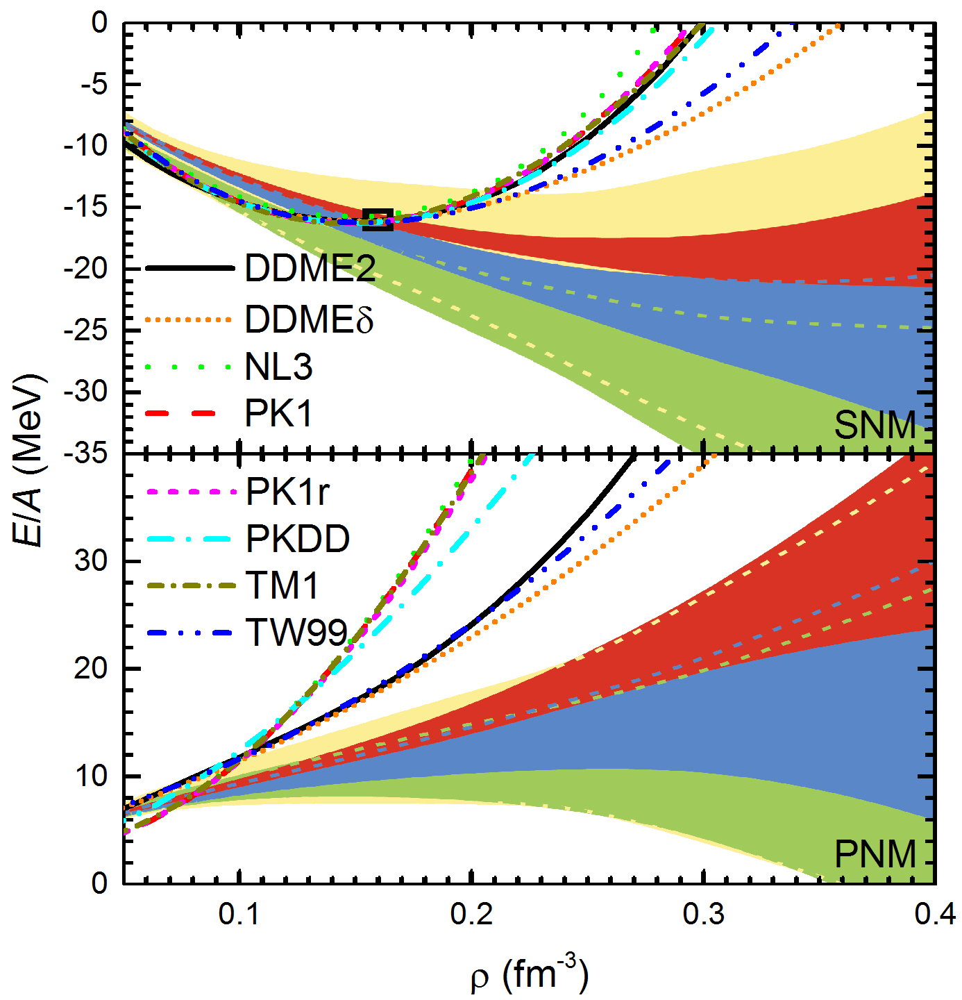 0
-5
-10
-15
-20
-25
-30
-35
DDME2
DDMEδ
NL3
PK1
SNM
E/A (MeV)
PK1r
PKDD
TM1
TW99
30
20
10
0
PNM
0.1 0.2 0.3 0.4
ρ (fm⁻³)